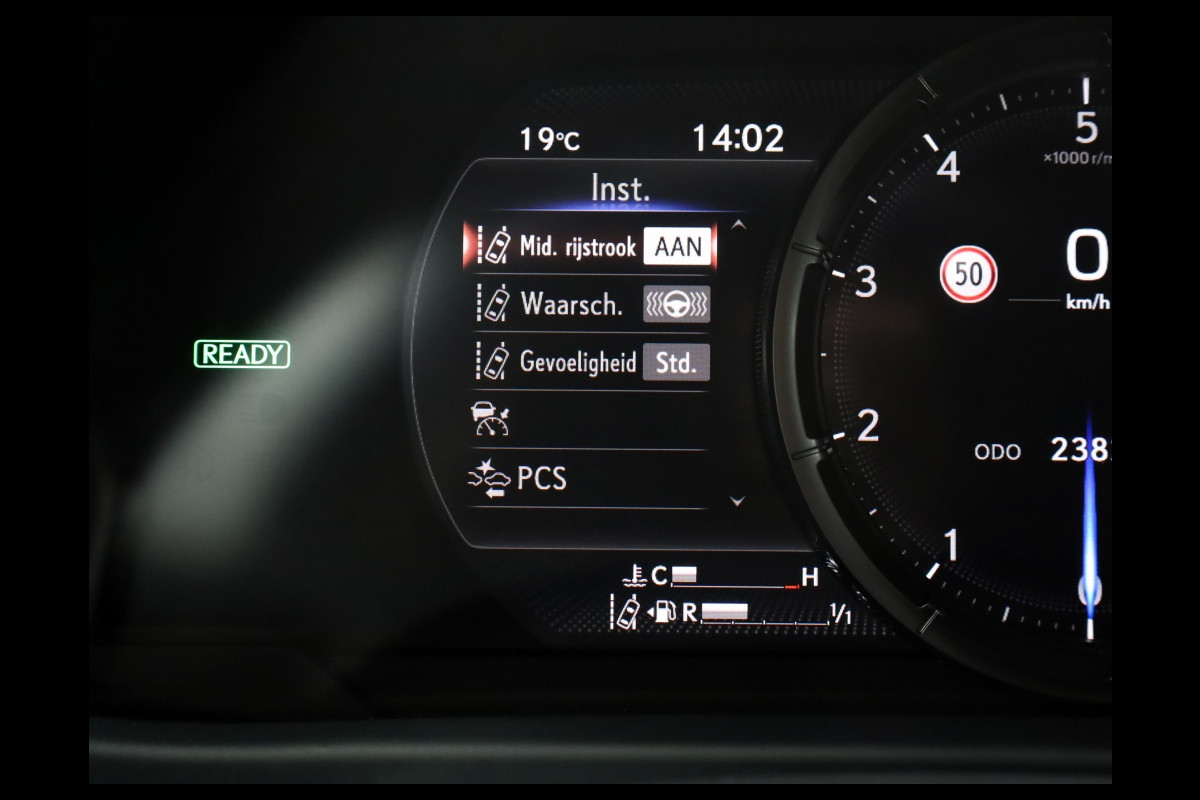 19°C 14:02
Inst.
Mid. rijstrook AAN
Waarsch.
Gevoeligheid Std.
PCS
READY
C H
R 1/1
5
×1000 r/m
4
3
2
1
0
50
0
km/h
ODO 238